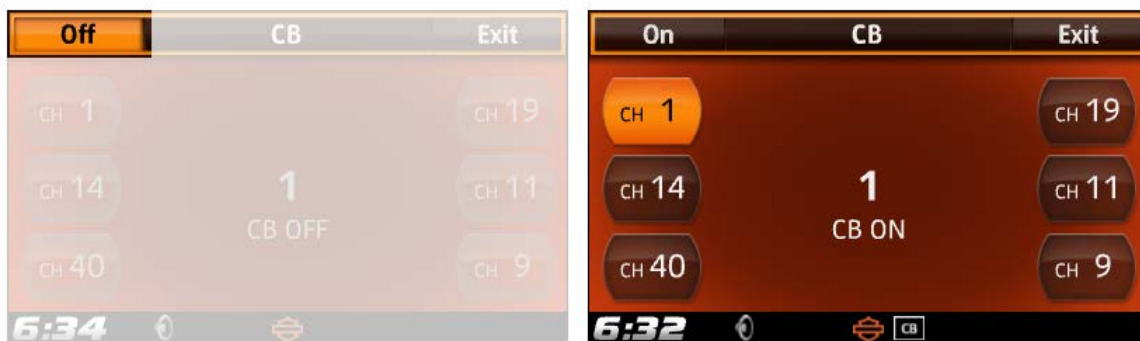 Off CB Exit
CH 1 CH 19
1
CH 14 CH 11
CB OFF
CH 40 CH 9
6:34
On CB Exit
CH 1 CH 19
1
CH 14 CH 11
CB ON
CH 40 CH 9
6:32 CB